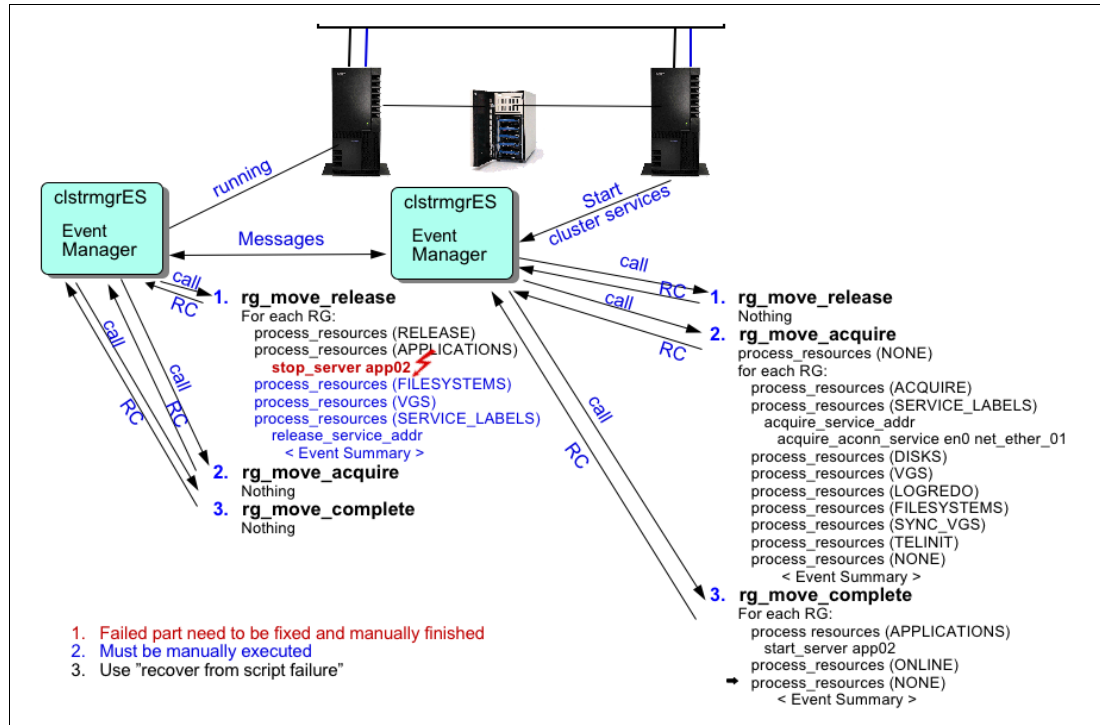 running
Start
cluster services
clstrmgrES
Event
Manager
Messages
clstrmgrES
Event
Manager
call
RC
call
RC
call
RC
call
RC
call
RC
call
RC
1. rg_move_release
For each RG:
process_resources (RELEASE)
process_resources (APPLICATIONS)
stop_server app02
process_resources (FILESYSTEMS)
process_resources (VGS)
process_resources (SERVICE_LABELS)
release_service_addr
< Event Summary >
2. rg_move_acquire
Nothing
3. rg_move_complete
Nothing
1. rg_move_release
Nothing
2. rg_move_acquire
process_resources (NONE)
for each RG:
process_resources (ACQUIRE)
process_resources (SERVICE_LABELS)
acquire_service_addr
acquire_aconn_service en0 net_ether_01
process_resources (DISKS)
process_resources (VGS)
process_resources (LOGREDO)
process_resources (FILESYSTEMS)
process_resources (SYNC_VGS)
process_resources (TELINIT)
process_resources (NONE)
< Event Summary >
3. rg_move_complete
For each RG:
process resources (APPLICATIONS)
start_server app02
process_resources (ONLINE)
process_resources (NONE)
< Event Summary >
1. Failed part need to be fixed and manually finished
2. Must be manually executed
3. Use ”recover from script failure”